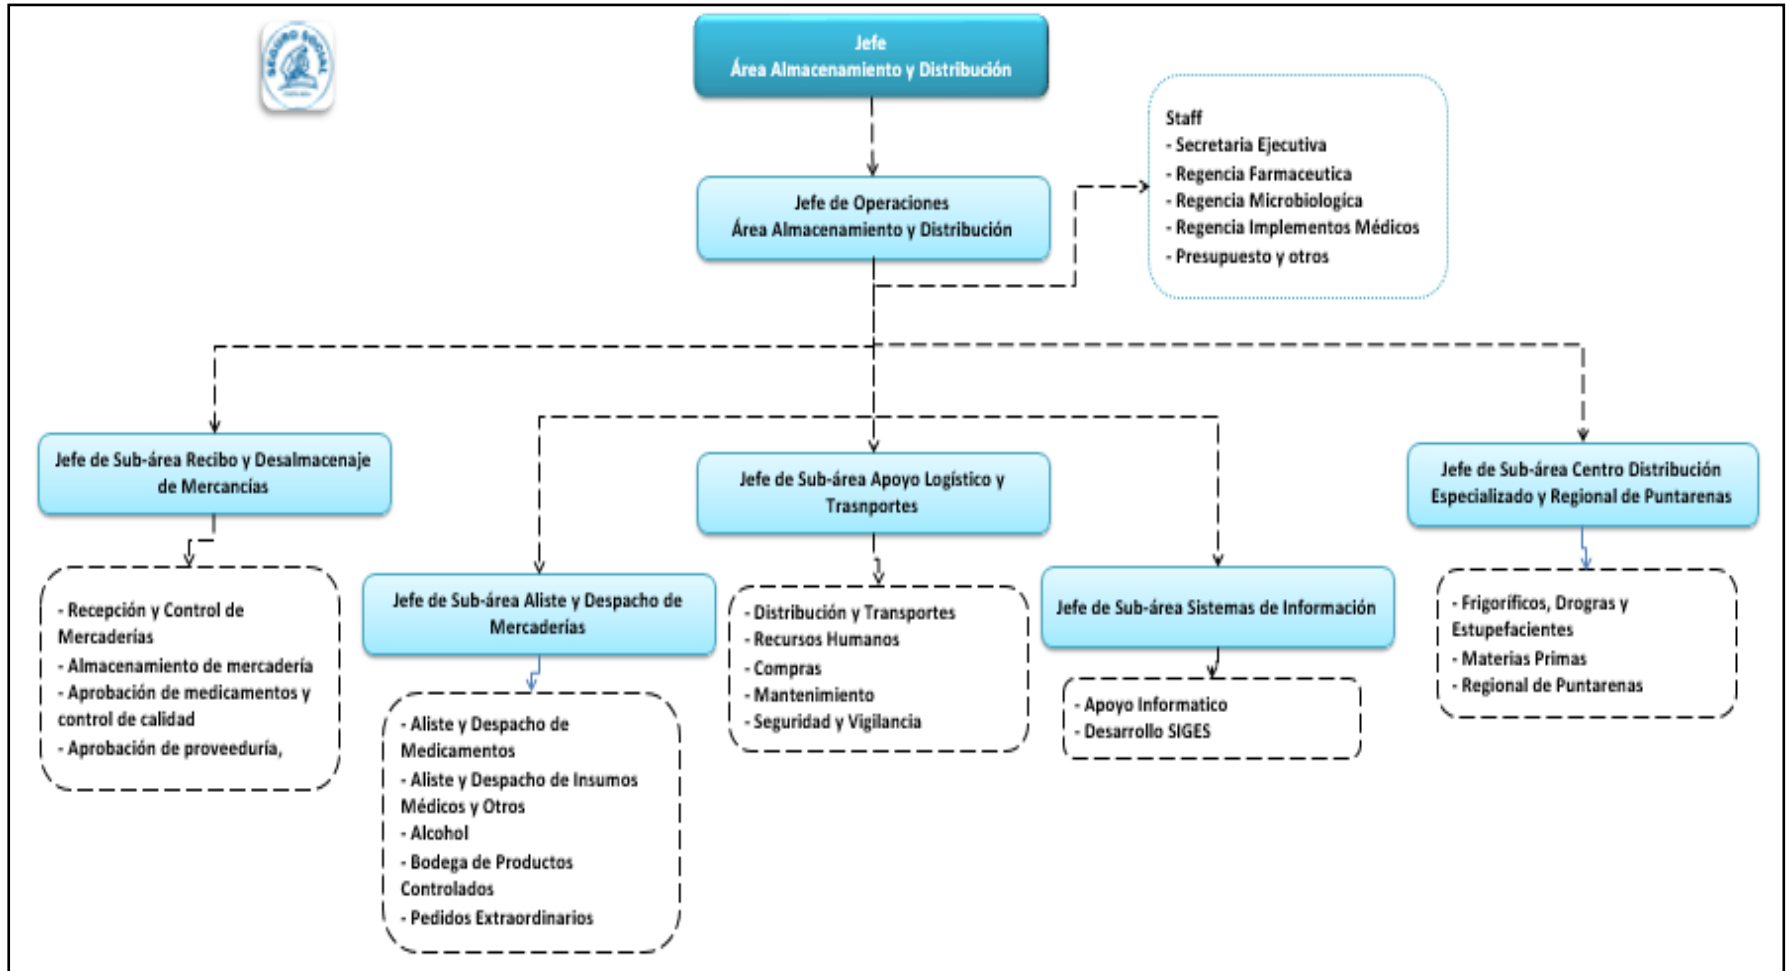 SEGURO SOCIAL
Jefe
Área Almacenamiento y Distribución
Staff
- Secretaria Ejecutiva
- Regencia Farmaceutica
- Regencia Microbiologíca
- Regencia Implementos Médicos
- Presupuesto y otros
Jefe de Operaciones
Área Almacenamiento y Distribución
Jefe de Sub-área Recibo y Desalmacenaje
de Mercancías
- Recepción y Control de
Mercaderías
- Almacenamiento de mercadería
- Aprobación de medicamentos y
control de calidad
- Aprobación de proveeduría,
Jefe de Sub-área Aliste y Despacho de
Mercaderías
- Aliste y Despacho de
Medicamentos
- Aliste y Despacho de Insumos
Médicos y Otros
- Alcohol
- Bodega de Productos
Controlados
- Pedidos Extraordinarios
Jefe de Sub-área Apoyo Logístico y
Trasnportes
- Distribución y Transportes
- Recursos Humanos
- Compras
- Mantenimiento
- Seguridad y Vigilancia
Jefe de Sub-área Sistemas de Información
- Apoyo Informatico
- Desarrollo SIGES
Jefe de Sub-área Centro Distribución
Especializado y Regional de Puntarenas
- Frigoríficos, Drogras y
Estupefacientes
- Materias Primas
- Regional de Puntarenas